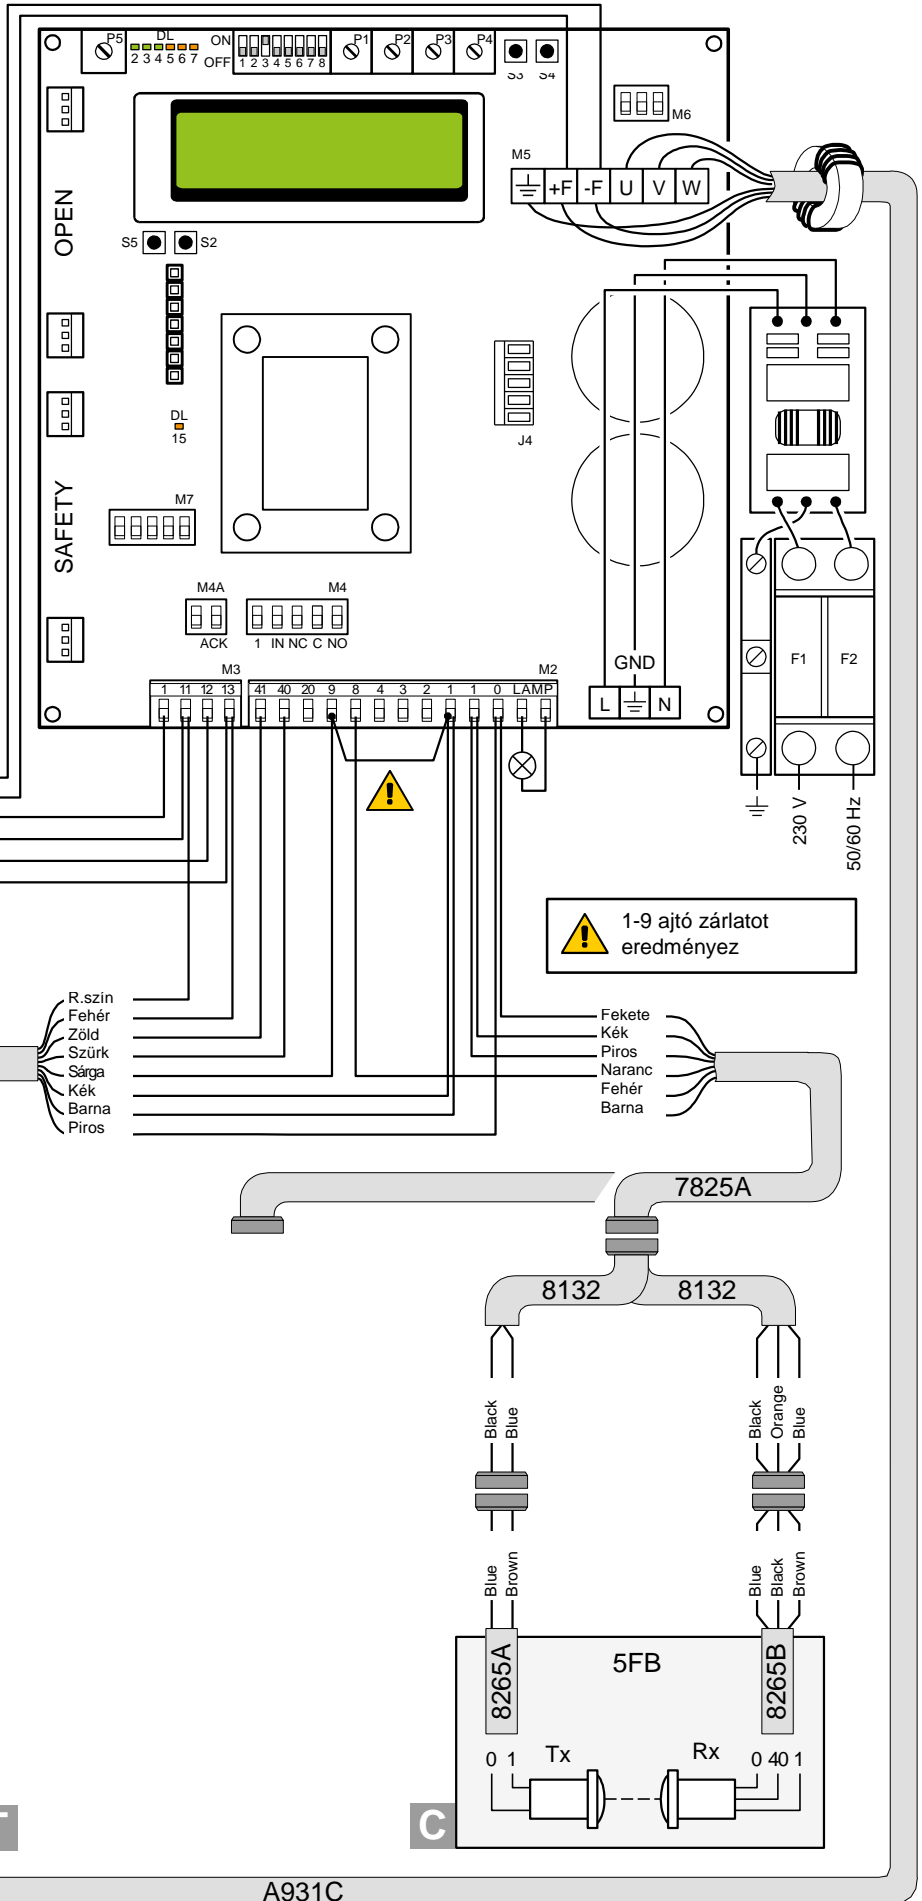 P5
DL
2 3 4 5 6 7
ON
OFF
1 2 3 4 5 6 7 8
P1
P2
P3
P4
S3
S4
M6
M5
+F -F U V W
OPEN
S5
S2
DL
15
J4
SAFETY
M7
M4A
M4
ACK
1 IN NC C NO
GND
L N
F1
F2
M3
M2
1 11 12 13
41 40 20 9 8 4 3 2 1 1 0 LAMP
230 V
50/60 Hz
1-9 ajtó zárlatot
eredményez
R.szín
Fehér
Zöld
Szürk
Sárga
Kék
Barna
Piros
Fekete
Kék
Piros
Naranc
Fehér
Barna
7825A
8132
8132
Black
Blue
Black
Orange
Blue
Blue
Brown
Blue
Black
Brown
8265A
5FB
8265B
0 1
Tx
Rx
0 40 1
C
A931C